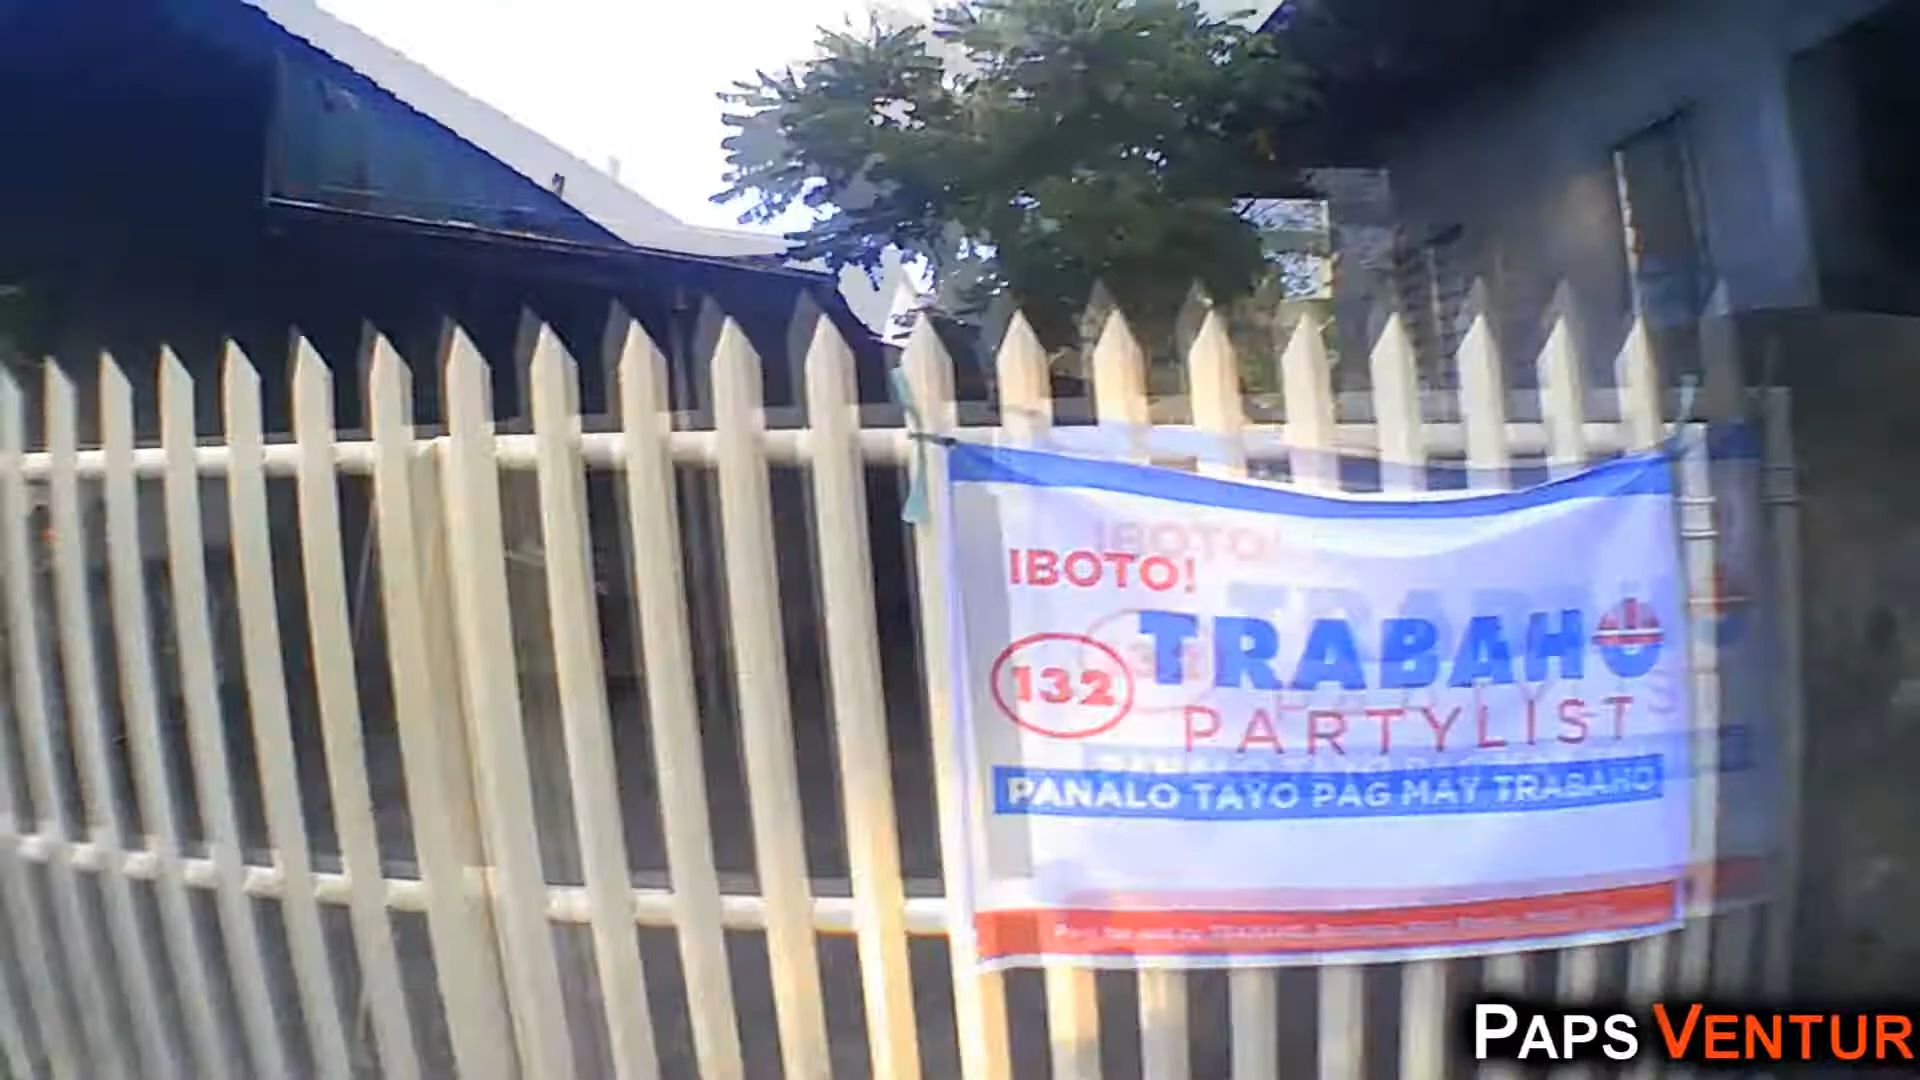 IBOTO!
132
TRABAHO
PARTYLIST
PANALO TAYO PAG MAY TRABAHO
PAPS VENTUR